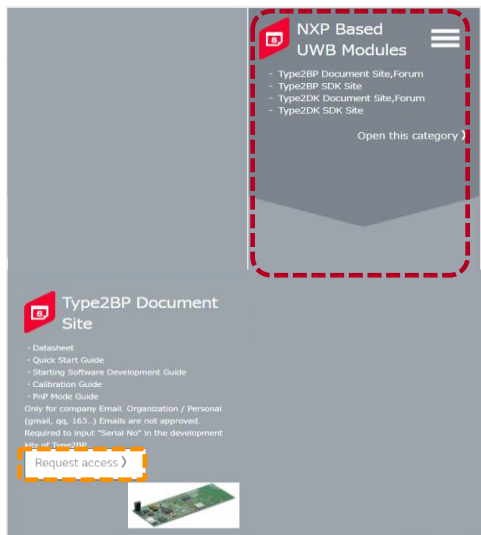 NXP Based
UWB Modules
- Type2BP Document Site,Forum
- Type2BP SDK Site
- Type2DK Document Site,Forum
- Type2DK SDK Site
Open this category 》
Type2BP Document
Site
・Datasheet
・Quick Start Guide
・Starting Software Development Guide
・Calibration Guide
・PnP Mode Guide
Only for company Email. Organization / Personal
(gmail, qq, 163..) Emails are not approved.
Required to input "Serial No" in the development
kits of Type2BP.
Request access 》